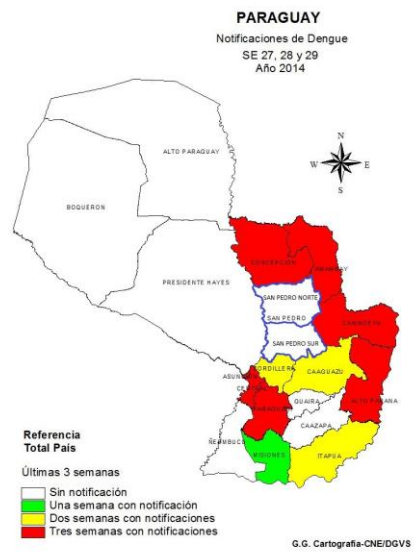 PARAGUAY
Notificaciones de Dengue
SE 27, 28 y 29
Año 2014
N
W E
S
ALTO PARAGUAY
BOQUERON
PRESIDENTE HAYES
CONCEPCION
AMAMBAY
SAN PEDRO NORTE
SAN PEDRO
CANINDEYU
SAN PEDRO SUR
CORDILLERA
CAAGUAZU
ALTO PARANA
GUAIRA
CAAZAPA
ÑEEMBUCU
MISIONES
ITAPUA
Referencia
Total País
Últimas 3 semanas
Sin notificación
Una semana con notificación
Dos semanas con notificaciones
Tres semanas con notificaciones
G.G. Cartografía-CNE/DGVS